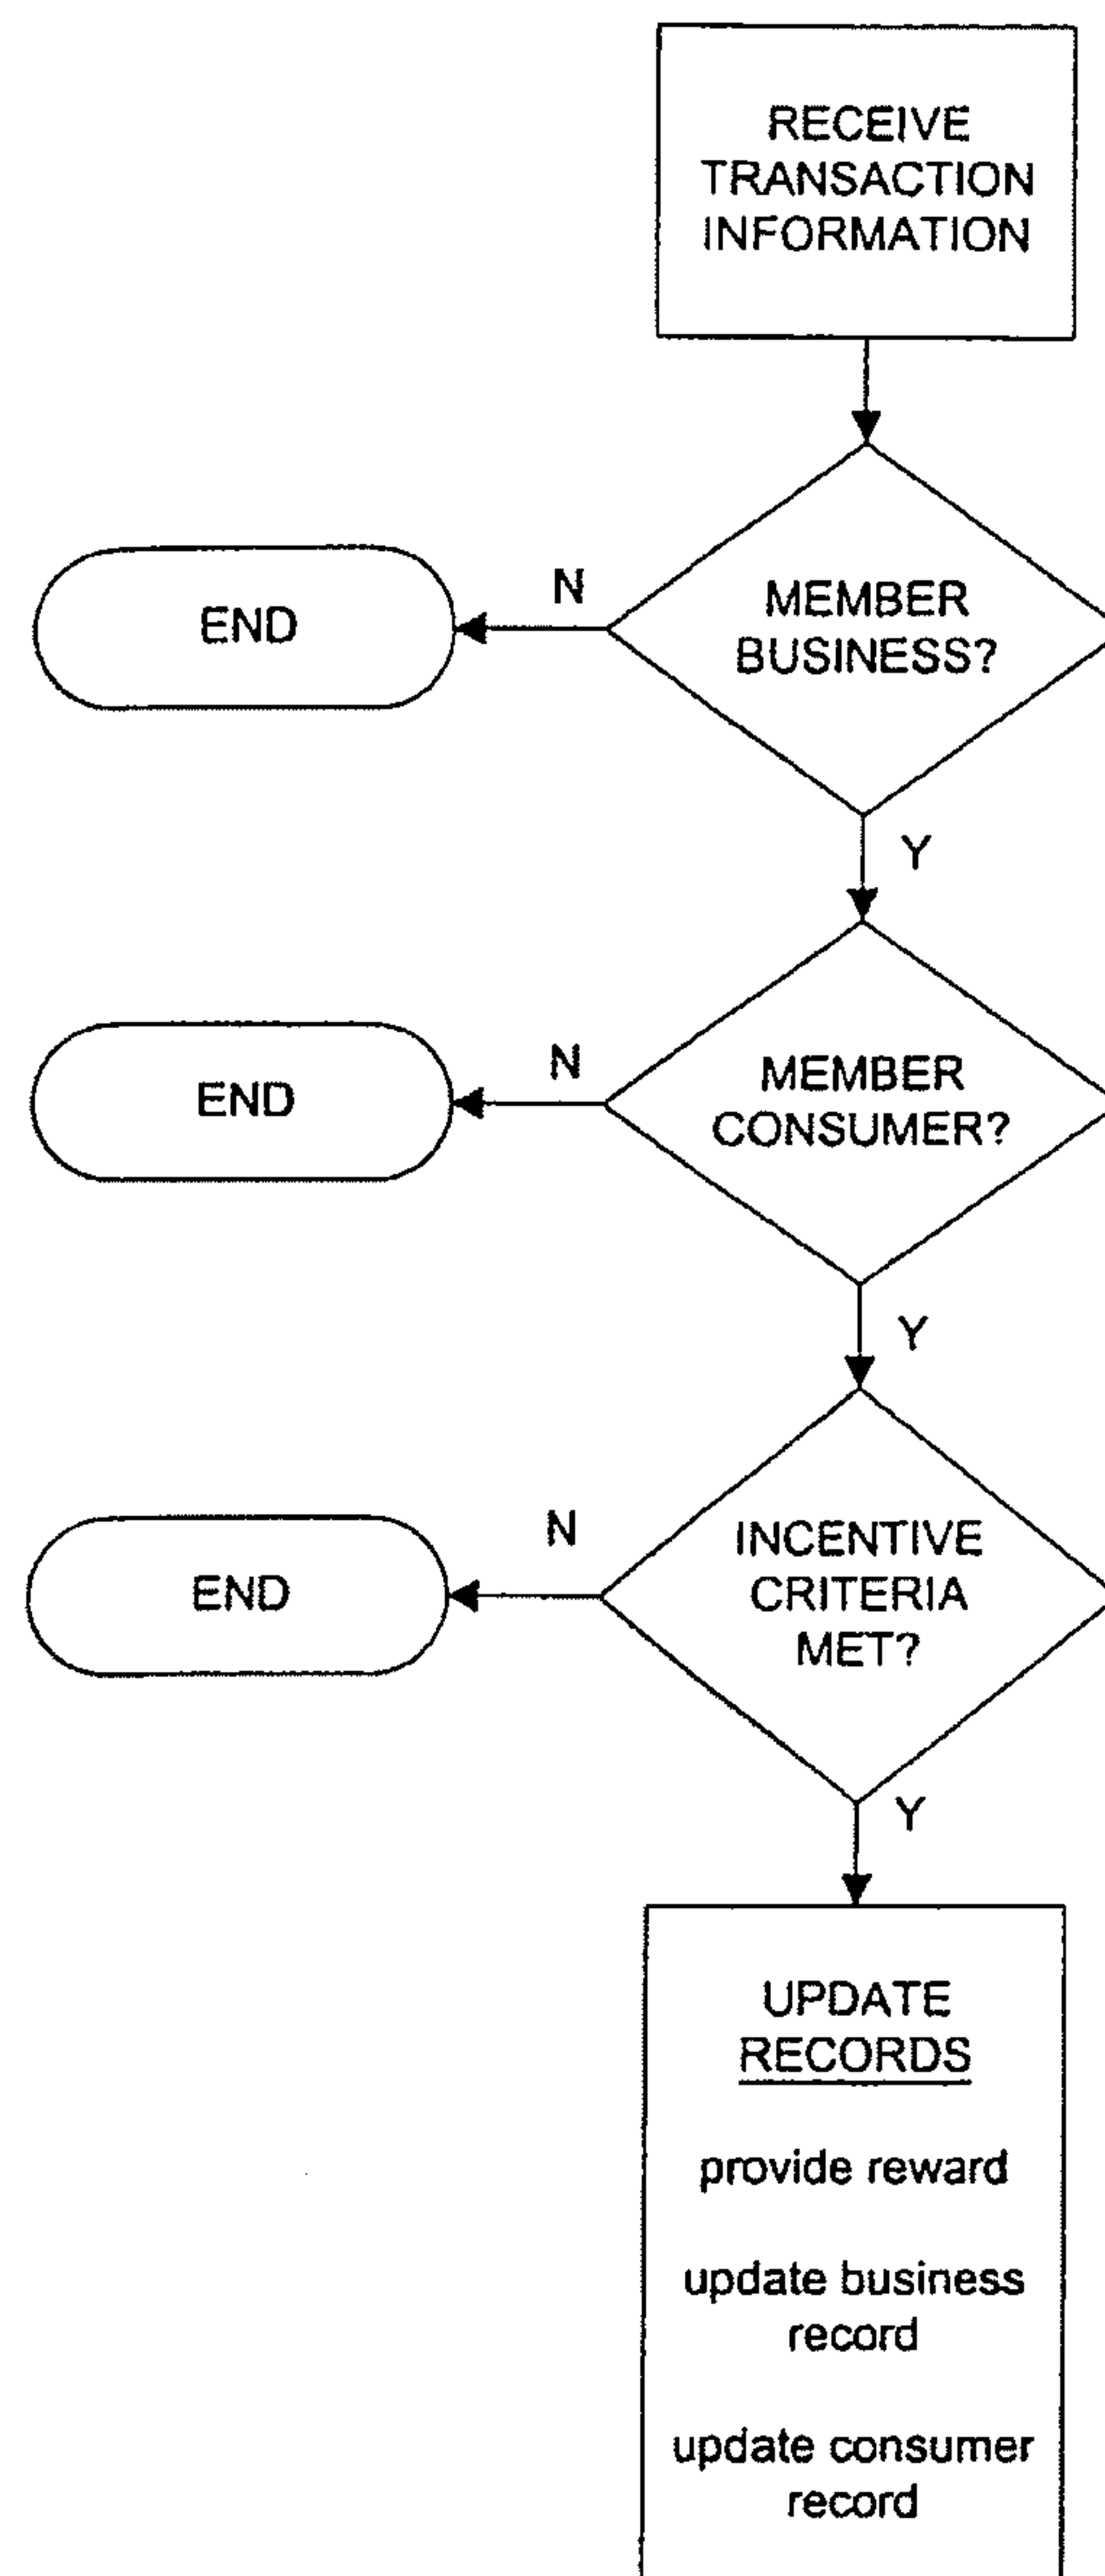 RECEIVE
TRANSACTION
INFORMATION
N
MEMBER
BUSINESS?
END
Y
N
MEMBER
CONSUMER?
END
Y
N
INCENTIVE
CRITERIA
MET?
END
Y
UPDATE
RECORDS
provide reward
update business
record
update consumer
record